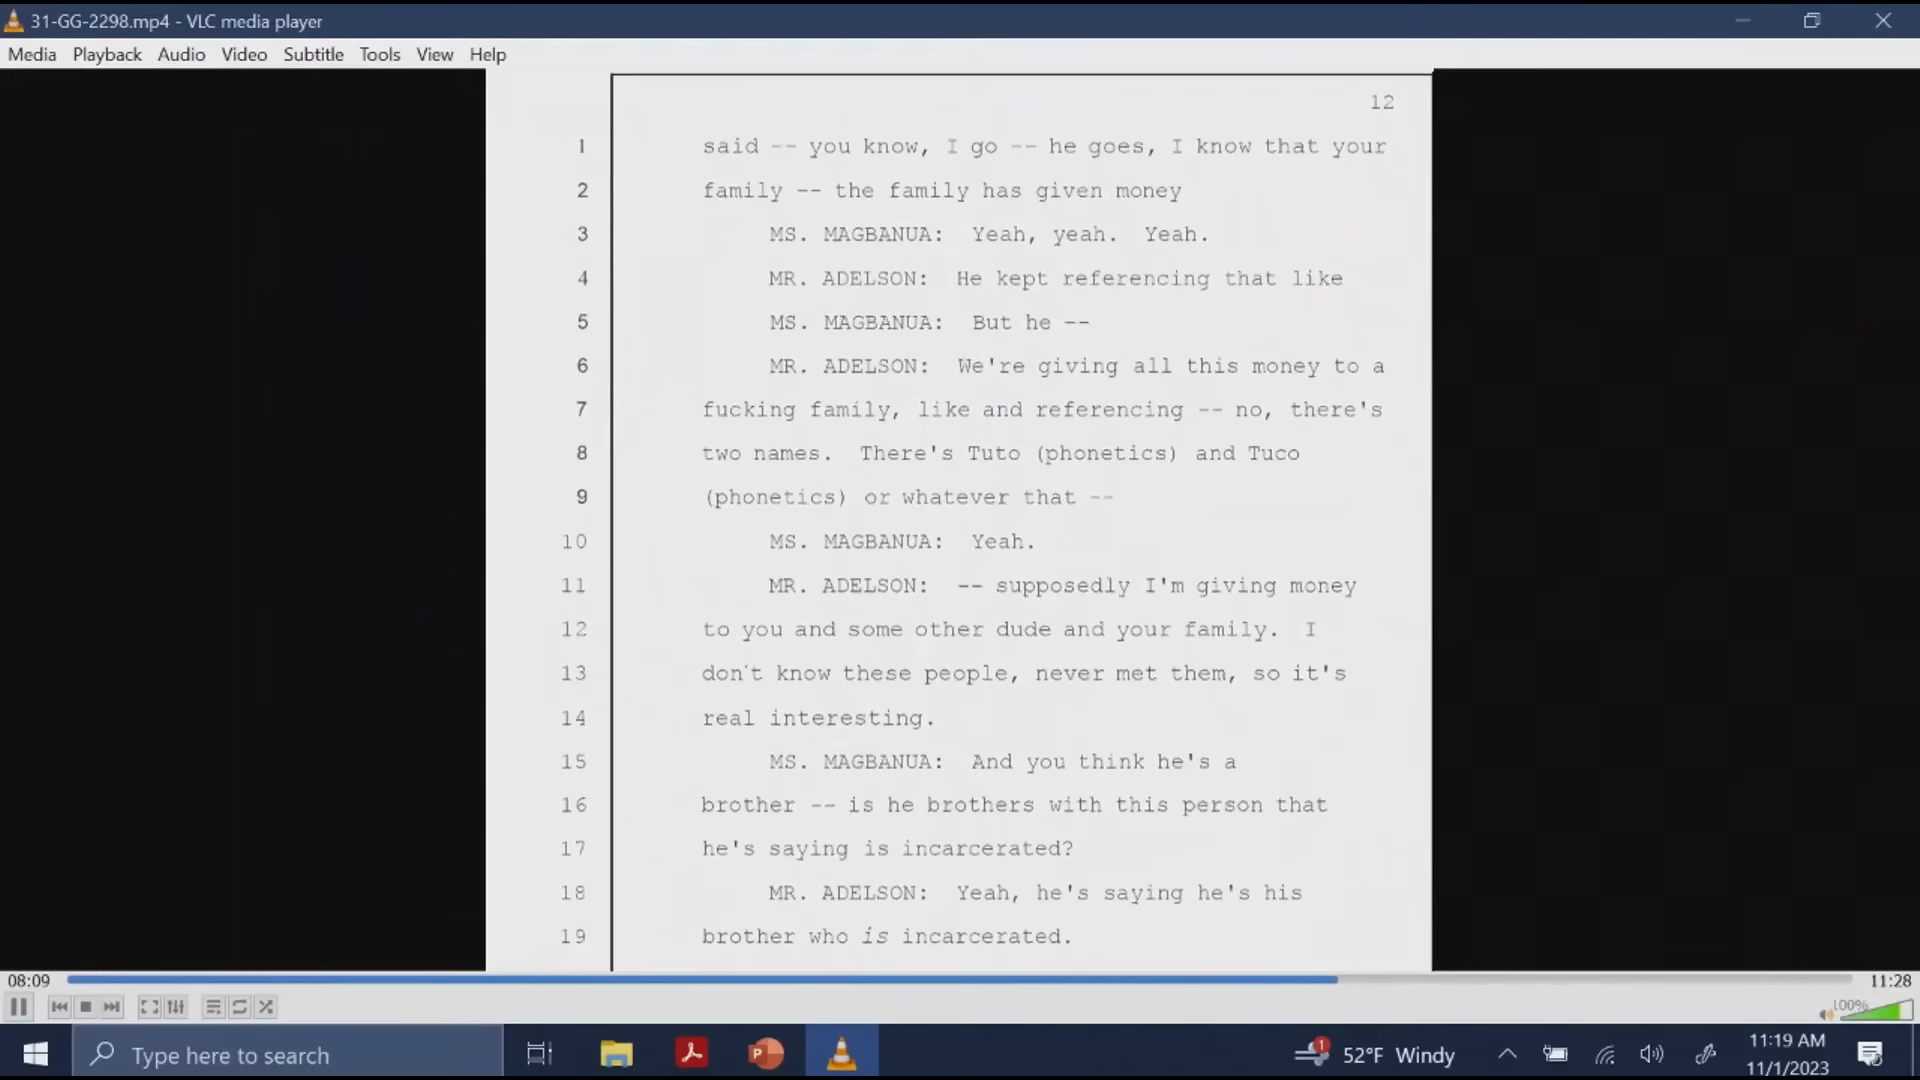 31-GG-2298.mp4 - VLC media player
Media Playback Audio Video Subtitle Tools View Help
12
1 said -- you know, I go -- he goes, I know that your
2 family -- the family has given money
3 MS. MAGBANUA: Yeah, yeah. Yeah.
4 MR. ADELSON: He kept referencing that like
5 MS. MAGBANUA: But he --
6 MR. ADELSON: We're giving all this money to a
7 fucking family, like and referencing -- no, there's
8 two names. There's Tuto (phonetics) and Tuco
9 (phonetics) or whatever that --
10 MS. MAGBANUA: Yeah.
11 MR. ADELSON: -- supposedly I'm giving money
12 to you and some other dude and your family. I
13 don't know these people, never met them, so it's
14 real interesting.
15 MS. MAGBANUA: And you think he's a
16 brother -- is he brothers with this person that
17 he's saying is incarcerated?
18 MR. ADELSON: Yeah, he's saying he's his
19 brother who is incarcerated.
08:09 11:28
100%
Type here to search
P
1
52°F Windy
11:19 AM
11/1/2023